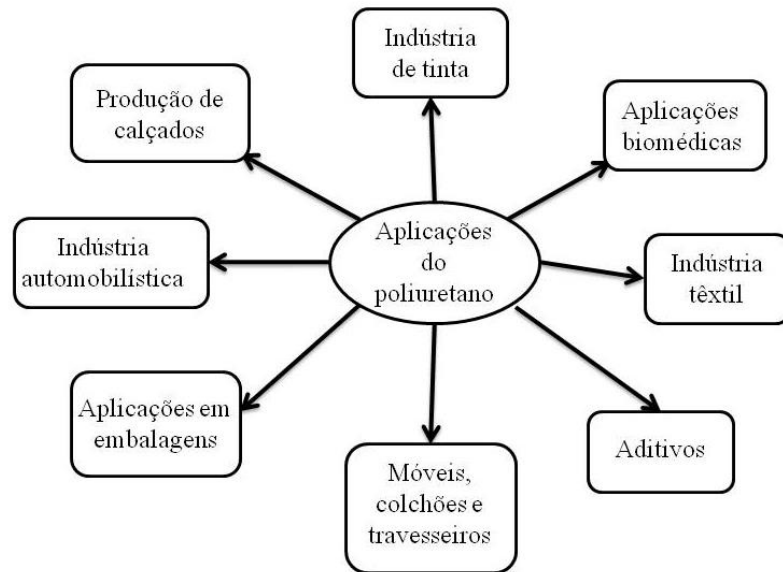 Indústria
de tinta
Produção de
calçados
Aplicações
biomédicas
Aplicações
do
poliuretano
Indústria
automobilística
Indústria
têxtil
Aplicações em
embalagens
Móveis,
colchões e
travesseiros
Aditivos